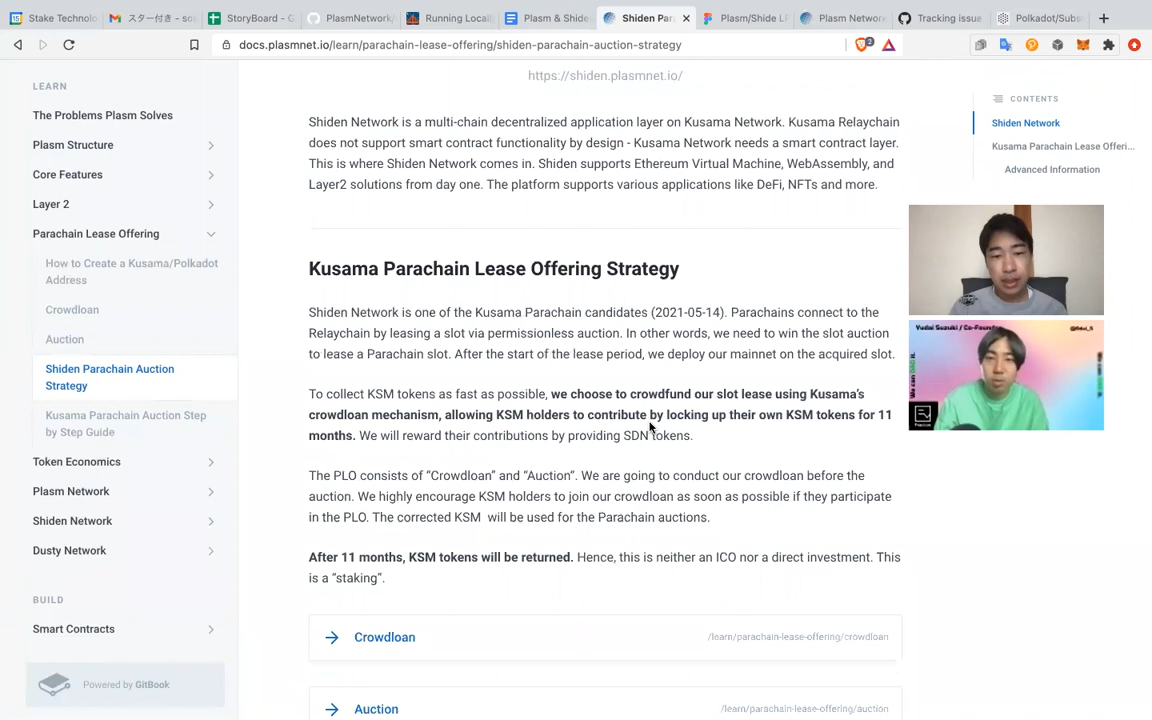 Stake Technolo
スター付き - so
StoryBoard - G
PlasmNetwork/
Running Locall
Plasm & Shide
Shiden Par
Plasm/Shide LP
Plasm Network
Tracking issue
Polkadot/Subs
docs.plasmnet.io/learn/parachain-lease-offering/shiden-parachain-auction-strategy
2
LEARN
The Problems Plasm Solves
Plasm Structure
Core Features
Layer 2
Parachain Lease Offering
How to Create a Kusama/Polkadot
Address
Crowdloan
Auction
Shiden Parachain Auction
Strategy
Kusama Parachain Auction Step
by Step Guide
Token Economics
Plasm Network
Shiden Network
Dusty Network
BUILD
Smart Contracts
Powered by GitBook
https://shiden.plasmnet.io/
Shiden Network is a multi-chain decentralized application layer on Kusama Network. Kusama Relaychain
does not support smart contract functionality by design - Kusama Network needs a smart contract layer.
This is where Shiden Network comes in. Shiden supports Ethereum Virtual Machine, WebAssembly, and
Layer2 solutions from day one. The platform supports various applications like DeFi, NFTs and more.
Kusama Parachain Lease Offering Strategy
Shiden Network is one of the Kusama Parachain candidates (2021-05-14). Parachains connect to the
Relaychain by leasing a slot via permissionless auction. In other words, we need to win the slot auction
to lease a Parachain slot. After the start of the lease period, we deploy our mainnet on the acquired slot.
To collect KSM tokens as fast as possible, we choose to crowdfund our slot lease using Kusama's
crowdloan mechanism, allowing KSM holders to contribute by locking up their own KSM tokens for 11
months. We will reward their contributions by providing SDN tokens.
The PLO consists of "Crowdloan" and "Auction". We are going to conduct our crowdloan before the
auction. We highly encourage KSM holders to join our crowdloan as soon as possible if they participate
in the PLO. The corrected KSM will be used for the Parachain auctions.
After 11 months, KSM tokens will be returned. Hence, this is neither an ICO nor a direct investment. This
is a "staking".
Crowdloan
/learn/parachain-lease-offering/crowdloan
Auction
/learn/parachain-lease-offering/auction
CONTENTS
Shiden Network
Kusama Parachain Lease Offeri...
Advanced Information
Yudai Suzuki / Co-Found